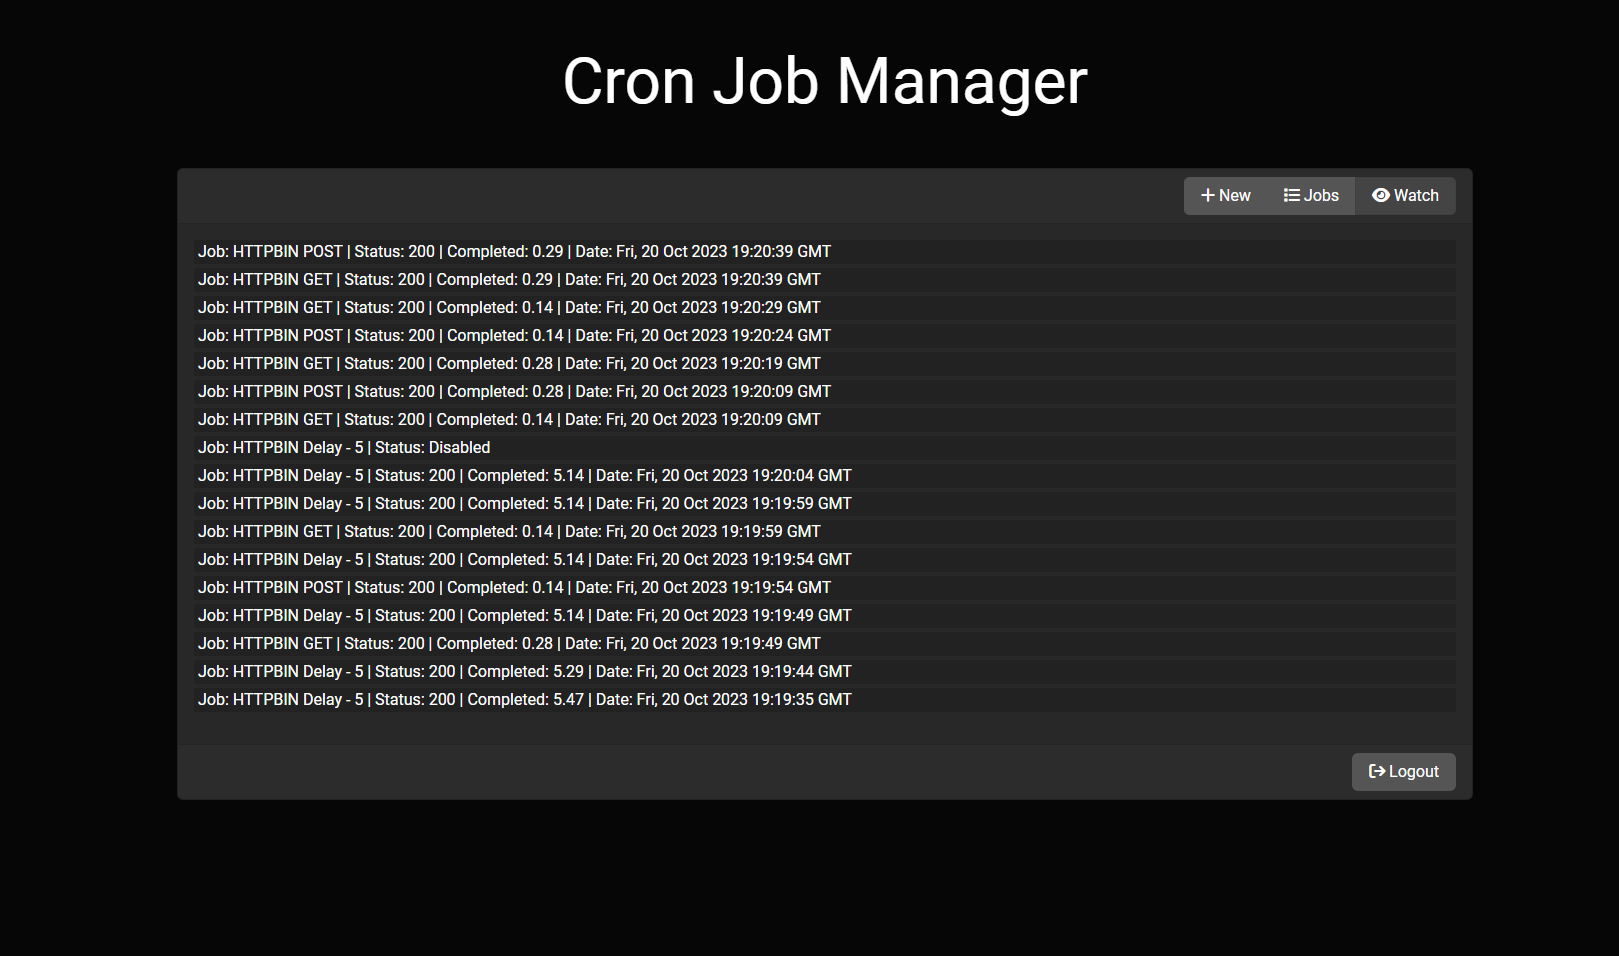 Cron Job Manager
New Jobs Watch
Job: HTTPBIN POST | Status: 200 | Completed: 0.29 | Date: Fri, 20 Oct 2023 19:20:39 GMT
Job: HTTPBIN GET | Status: 200 | Completed: 0.29 | Date: Fri, 20 Oct 2023 19:20:39 GMT
Job: HTTPBIN GET | Status: 200 | Completed: 0.14 | Date: Fri, 20 Oct 2023 19:20:29 GMT
Job: HTTPBIN POST | Status: 200 | Completed: 0.14 | Date: Fri, 20 Oct 2023 19:20:24 GMT
Job: HTTPBIN GET | Status: 200 | Completed: 0.28 | Date: Fri, 20 Oct 2023 19:20:19 GMT
Job: HTTPBIN POST | Status: 200 | Completed: 0.28 | Date: Fri, 20 Oct 2023 19:20:09 GMT
Job: HTTPBIN GET | Status: 200 | Completed: 0.14 | Date: Fri, 20 Oct 2023 19:20:09 GMT
Job: HTTPBIN Delay - 5 | Status: Disabled
Job: HTTPBIN Delay - 5 | Status: 200 | Completed: 5.14 | Date: Fri, 20 Oct 2023 19:20:04 GMT
Job: HTTPBIN Delay - 5 | Status: 200 | Completed: 5.14 | Date: Fri, 20 Oct 2023 19:19:59 GMT
Job: HTTPBIN GET | Status: 200 | Completed: 0.14 | Date: Fri, 20 Oct 2023 19:19:59 GMT
Job: HTTPBIN Delay - 5 | Status: 200 | Completed: 5.14 | Date: Fri, 20 Oct 2023 19:19:54 GMT
Job: HTTPBIN POST | Status: 200 | Completed: 0.14 | Date: Fri, 20 Oct 2023 19:19:54 GMT
Job: HTTPBIN Delay - 5 | Status: 200 | Completed: 5.14 | Date: Fri, 20 Oct 2023 19:19:49 GMT
Job: HTTPBIN GET | Status: 200 | Completed: 0.28 | Date: Fri, 20 Oct 2023 19:19:49 GMT
Job: HTTPBIN Delay - 5 | Status: 200 | Completed: 5.29 | Date: Fri, 20 Oct 2023 19:19:44 GMT
Job: HTTPBIN Delay - 5 | Status: 200 | Completed: 5.47 | Date: Fri, 20 Oct 2023 19:19:35 GMT
Logout